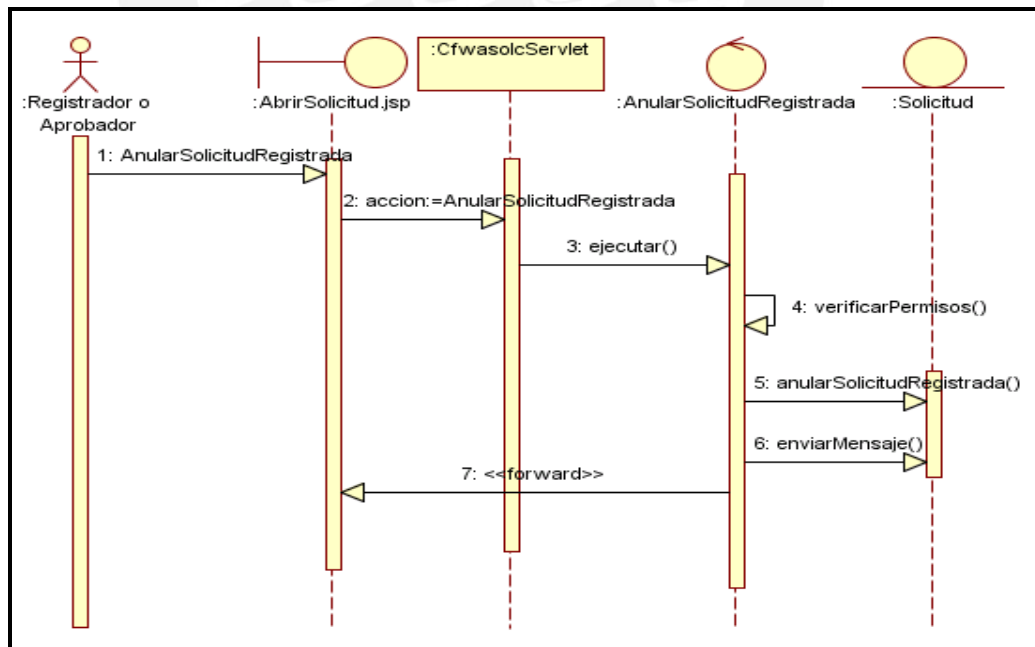 :CfwasolcServlet
:Registrador o
Aprobador
:AbrirSolicitud.jsp
:AnularSolicitudRegistrada
:Solicitud
1: AnularSolicitudRegistrada
2: accion:=AnularSolicitudRegistrada
3: ejecutar()
4: verificarPermisos()
5: anularSolicitudRegistrada()
6: enviarMensaje()
7: <<forward>>